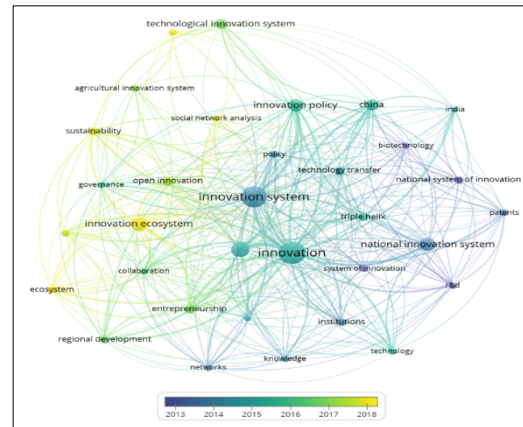 technological innovation system
agricultural innovation system
innovation policy
china
india
social network analysis
sustainability
biotechnology
policy
technology transfer
governance
open innovation
national system of innovation
innovation system
patents
triple helix
innovation ecosystem
national innovation system
innovation
system of innovation
collaboration
r&d
ecosystem
entrepreneurship
institutions
regional development
technology
knowledge
networks
2013 2014 2015 2016 2017 2018